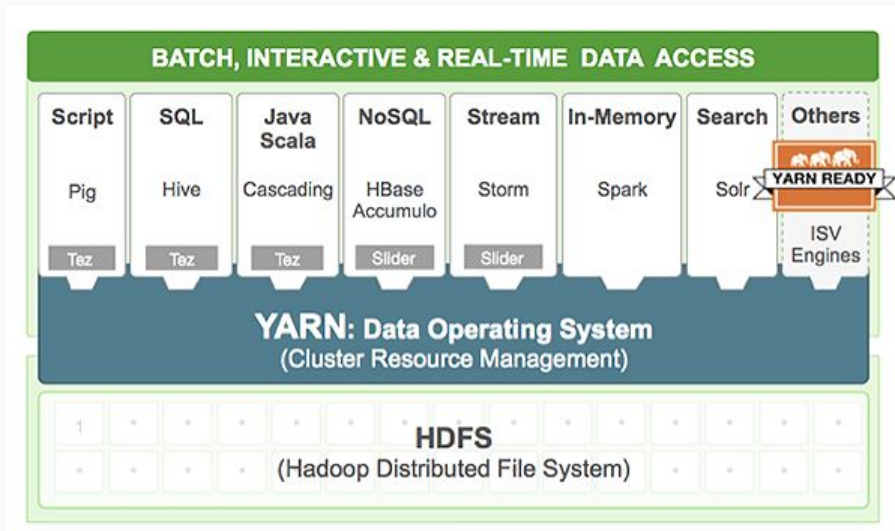 BATCH, INTERACTIVE & REAL-TIME DATA ACCESS
Script
Pig
Tez
SQL
Hive
Tez
Java
Scala
Cascading
Tez
NoSQL
HBase
Accumulo
Slider
Stream
Storm
Slider
In-Memory
Spark
Search
Solr
Others
YARN READY
ISV
Engines
YARN: Data Operating System
(Cluster Resource Management)
1
HDFS
(Hadoop Distributed File System)